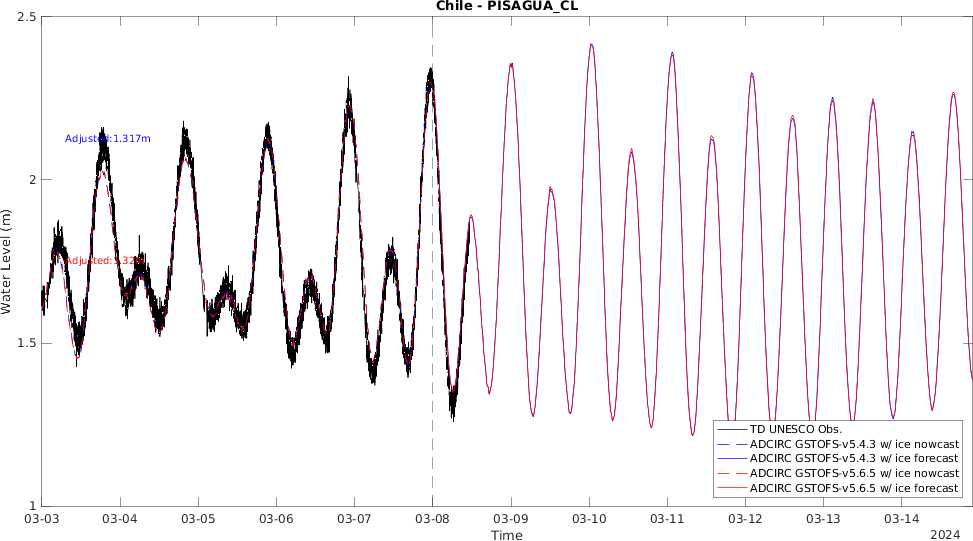 Chile - PISAGUA_CL
2.5
2
1.5
1
Water Level (m)
Adjusted:1.317m
Adjusted:
TD UNESCO Obs.
ADCIRC GSTOFS-v5.4.3 w/ ice nowcast
ADCIRC GSTOFS-v5.4.3 w/ ice forecast
ADCIRC GSTOFS-v5.6.5 w/ ice nowcast
ADCIRC GSTOFS-v5.6.5 w/ ice forecast
03-03 03-04 03-05 03-06 03-07 03-08 03-09 03-10 03-11 03-12 03-13 03-14
Time
2024